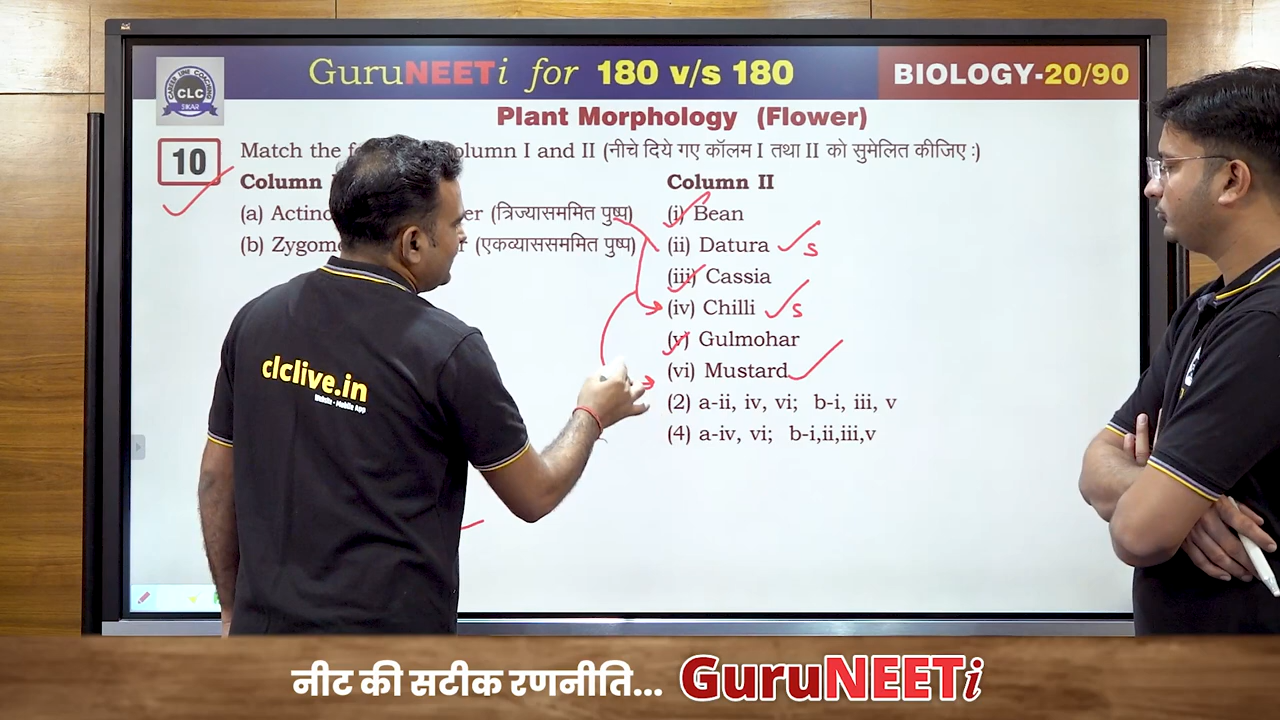 GuruNEETi for 180 v/s 180
BIOLOGY-20/90
CLC
SIKAR
Plant Morphology (Flower)
10
Match the olumn I and II (नीचे दिये गए कॉलम I तथा II को सुमेलित कीजिए :)
Column
Column II
(a) Actino er (त्रिज्यासममित पुष्प)
(i) Bean
(b) Zygom r (एकव्याससममित पुष्प)
(ii) Datura s
(iii) Cassia
(iv) Chilli s
(v) Gulmohar
(vi) Mustard
(2) a-ii, iv, vi; b-i, iii, v
(4) a-iv, vi; b-i,ii,iii,v
clclive.in
नीट की सटीक रणनीति... GuruNEETi